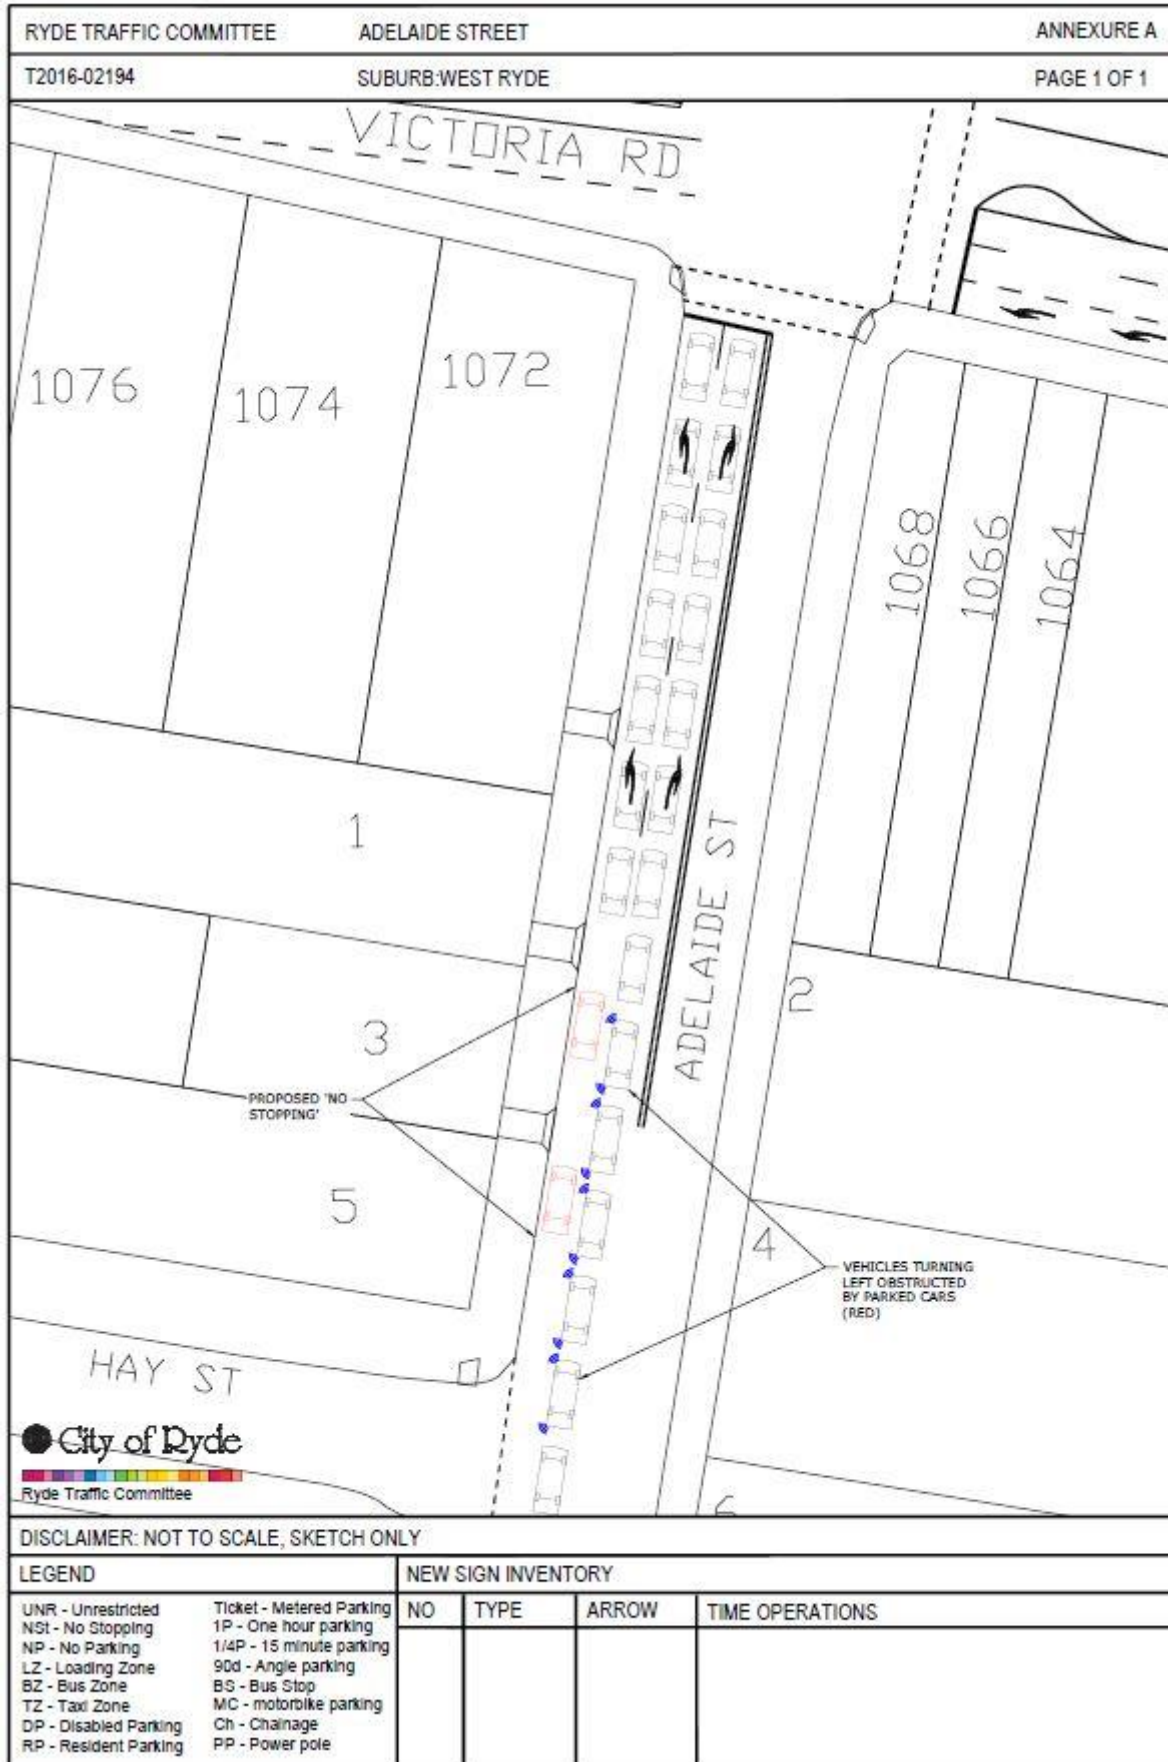 RYDE TRAFFIC COMMITTEE ADELAIDE STREET ANNEXURE A
T2016-02194 SUBURB:WEST RYDE PAGE 1 OF 1
VICTORIA RD
1076
1074
1072
1068
1066
1064
1
ADELAIDE ST
2
3
PROPOSED 'NO
STOPPING'
5
4
VEHICLES TURNING
LEFT OBSTRUCTED
BY PARKED CARS
(RED)
HAY ST
City of Ryde
Ryde Traffic Committee
DISCLAIMER: NOT TO SCALE, SKETCH ONLY
LEGEND
UNR - Unrestricted
NSt - No Stopping
NP - No Parking
LZ - Loading Zone
BZ - Bus Zone
TZ - Taxi Zone
DP - Disabled Parking
RP - Resident Parking
Ticket - Metered Parking
1P - One hour parking
1/4P - 15 minute parking
90d - Angle parking
BS - Bus Stop
MC - motorbike parking
Ch - Chainage
PP - Power pole
NEW SIGN INVENTORY
NO TYPE ARROW TIME OPERATIONS